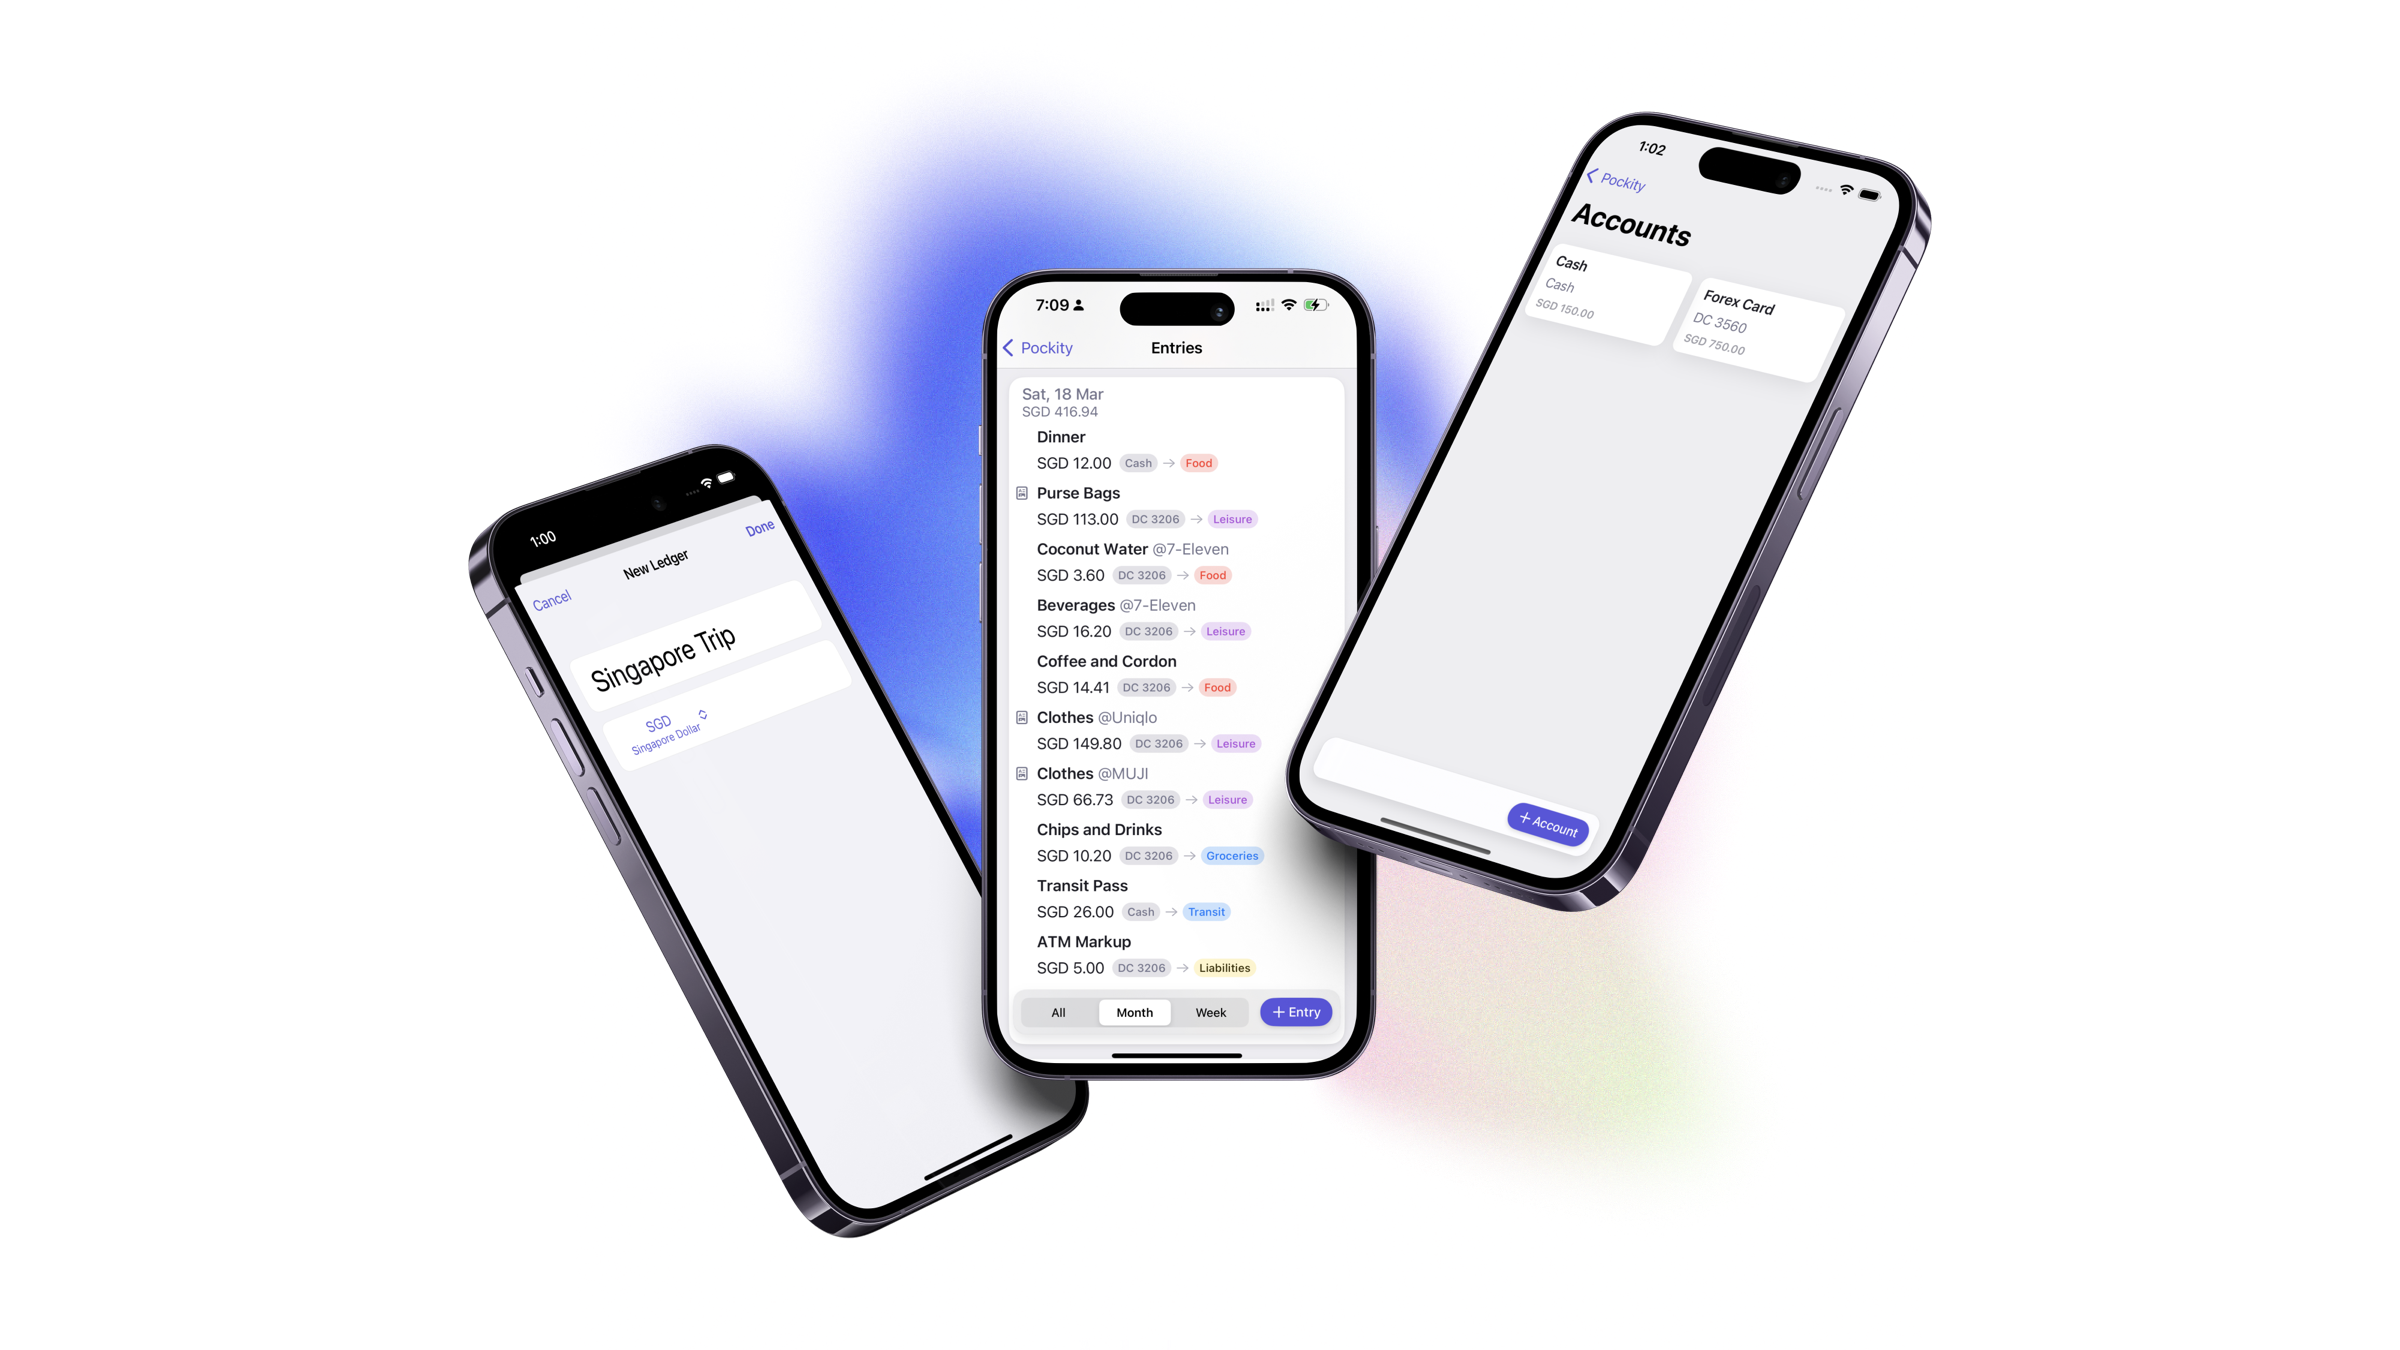 1:00
Cancel
New Ledger
Done
Singapore Trip
SGD
Singapore Dollar
7:09
Pockity
Entries
Sat, 18 Mar
SGD 416.94
Dinner
SGD 12.00 Cash → Food
Purse Bags
SGD 113.00 DC 3206 → Leisure
Coconut Water @7-Eleven
SGD 3.60 DC 3206 → Food
Beverages @7-Eleven
SGD 16.20 DC 3206 → Leisure
Coffee and Cordon
SGD 14.41 DC 3206 → Food
Clothes @Uniqlo
SGD 149.80 DC 3206 → Leisure
Clothes @MUJI
SGD 66.73 DC 3206 → Leisure
Chips and Drinks
SGD 10.20 DC 3206 → Groceries
Transit Pass
SGD 26.00 Cash → Transit
ATM Markup
SGD 5.00 DC 3206 → Liabilities
All Month Week + Entry
1:02
Pockity
Accounts
Cash
Cash
SGD 150.00
Forex Card
DC 3560
SGD 750.00
+ Account